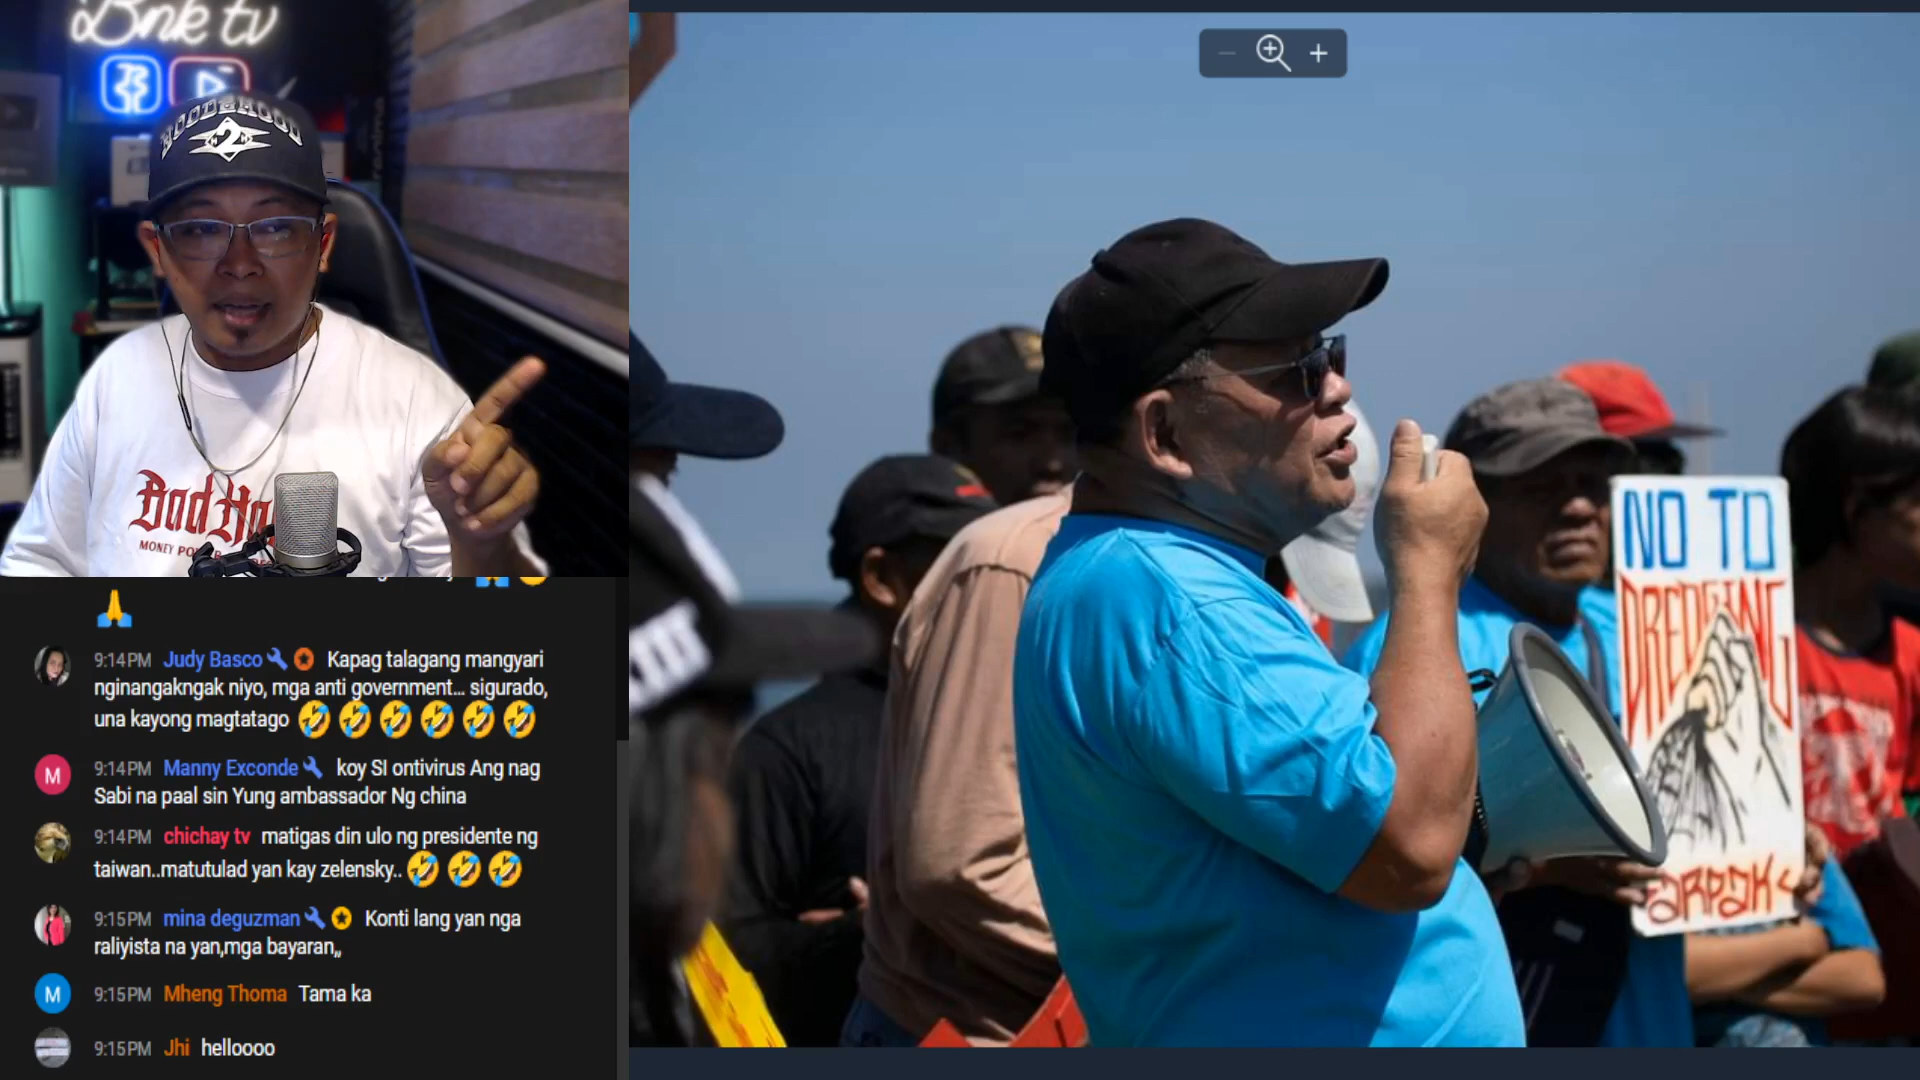 Bnk tv
HOODBHOOD
H2H
Bad Ha
MONEY PO
9:14PM Judy Basco Kapag talagang mangyari
nginangakngak niyo, mga anti government... sigurado,
una kayong magtatago 🤣🤣🤣🤣🤣🤣
M
9:14PM Manny Exconde koy SI ontivirus Ang nag
Sabi na paal sin Yung ambassador Ng china
9:14PM chichay tv matigas din ulo ng presidente ng
taiwan..matutulad yan kay zelensky.. 🤣🤣🤣
9:15PM mina deguzman Konti lang yan nga
raliyista na yan,mga bayaran,,
M
9:15PM Mheng Thoma Tama ka
9:15PM Jhi helloooo
NO TO
DREDGING